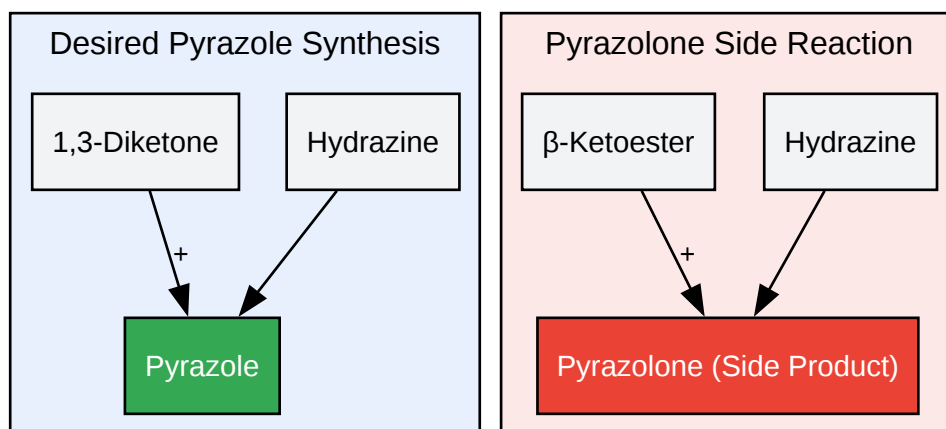 Desired Pyrazole Synthesis
1,3-Diketone
Hydrazine
+
Pyrazole
Pyrazolone Side Reaction
β-Ketoester
Hydrazine
+
Pyrazolone (Side Product)